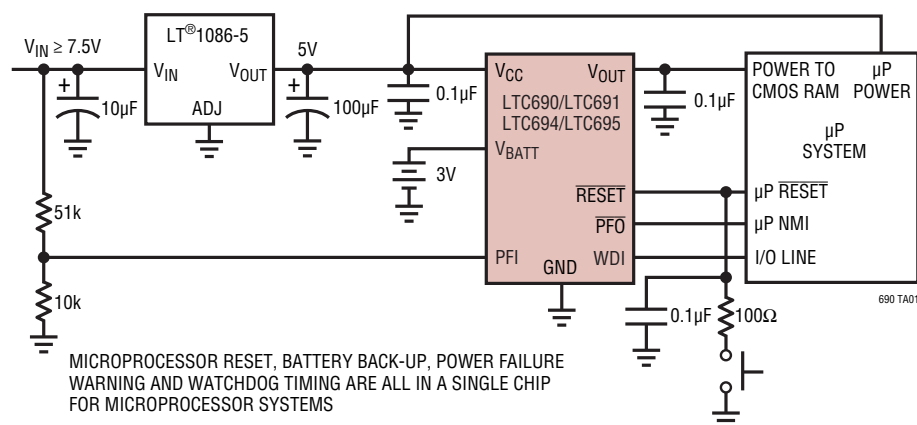 LT®1086-5
V_IN ≥ 7.5V
5V
V_IN
V_OUT
ADJ
10µF
100µF
0.1µF
V_CC
V_OUT
LTC690/LTC691
LTC694/LTC695
V_BATT
3V
R̅E̅S̅E̅T̅
P̅F̅O̅
PFI
GND
WDI
0.1µF
POWER TO
CMOS RAM
µP
POWER
µP
SYSTEM
µP R̅E̅S̅E̅T̅
µP NMI
I/O LINE
51k
10k
0.1µF
100Ω
690 TA01
MICROPROCESSOR RESET, BATTERY BACK-UP, POWER FAILURE
WARNING AND WATCHDOG TIMING ARE ALL IN A SINGLE CHIP
FOR MICROPROCESSOR SYSTEMS